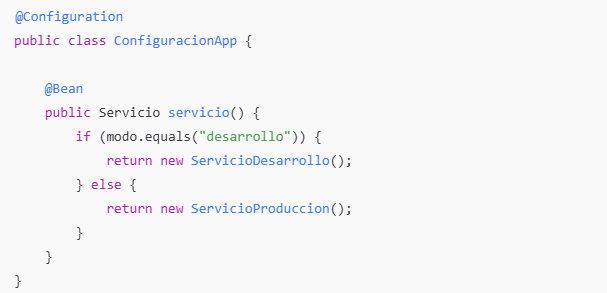 @Configuration
public class ConfiguracionApp {
@Bean
public Servicio servicio() {
if (modo.equals("desarrollo")) {
return new ServicioDesarrollo();
} else {
return new ServicioProduccion();
}
}
}